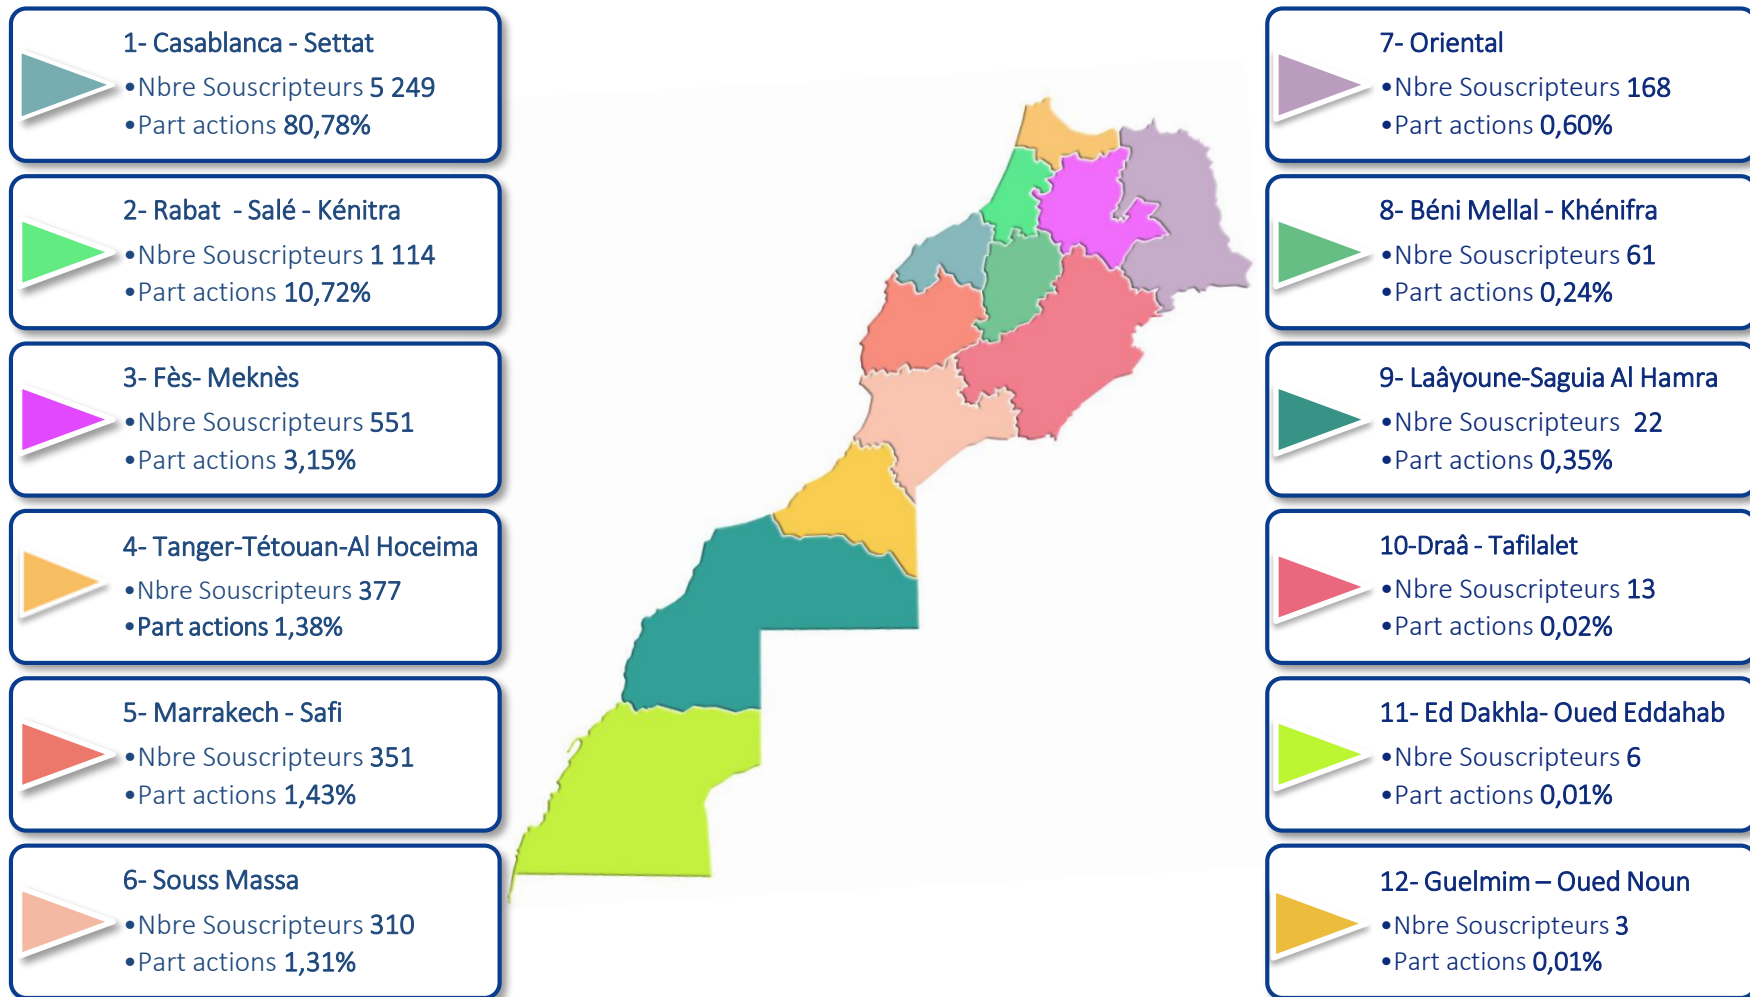 1- Casablanca - Settat
•Nbre Souscripteurs 5 249
•Part actions 80,78%
2- Rabat - Salé - Kénitra
•Nbre Souscripteurs 1 114
•Part actions 10,72%
3- Fès- Meknès
•Nbre Souscripteurs 551
•Part actions 3,15%
4- Tanger-Tétouan-Al Hoceima
•Nbre Souscripteurs 377
•Part actions 1,38%
5- Marrakech - Safi
•Nbre Souscripteurs 351
•Part actions 1,43%
6- Souss Massa
•Nbre Souscripteurs 310
•Part actions 1,31%
7- Oriental
•Nbre Souscripteurs 168
•Part actions 0,60%
8- Béni Mellal - Khénifra
•Nbre Souscripteurs 61
•Part actions 0,24%
9- Laâyoune-Saguia Al Hamra
•Nbre Souscripteurs 22
•Part actions 0,35%
10-Draâ - Tafilalet
•Nbre Souscripteurs 13
•Part actions 0,02%
11- Ed Dakhla- Oued Eddahab
•Nbre Souscripteurs 6
•Part actions 0,01%
12- Guelmim – Oued Noun
•Nbre Souscripteurs 3
•Part actions 0,01%